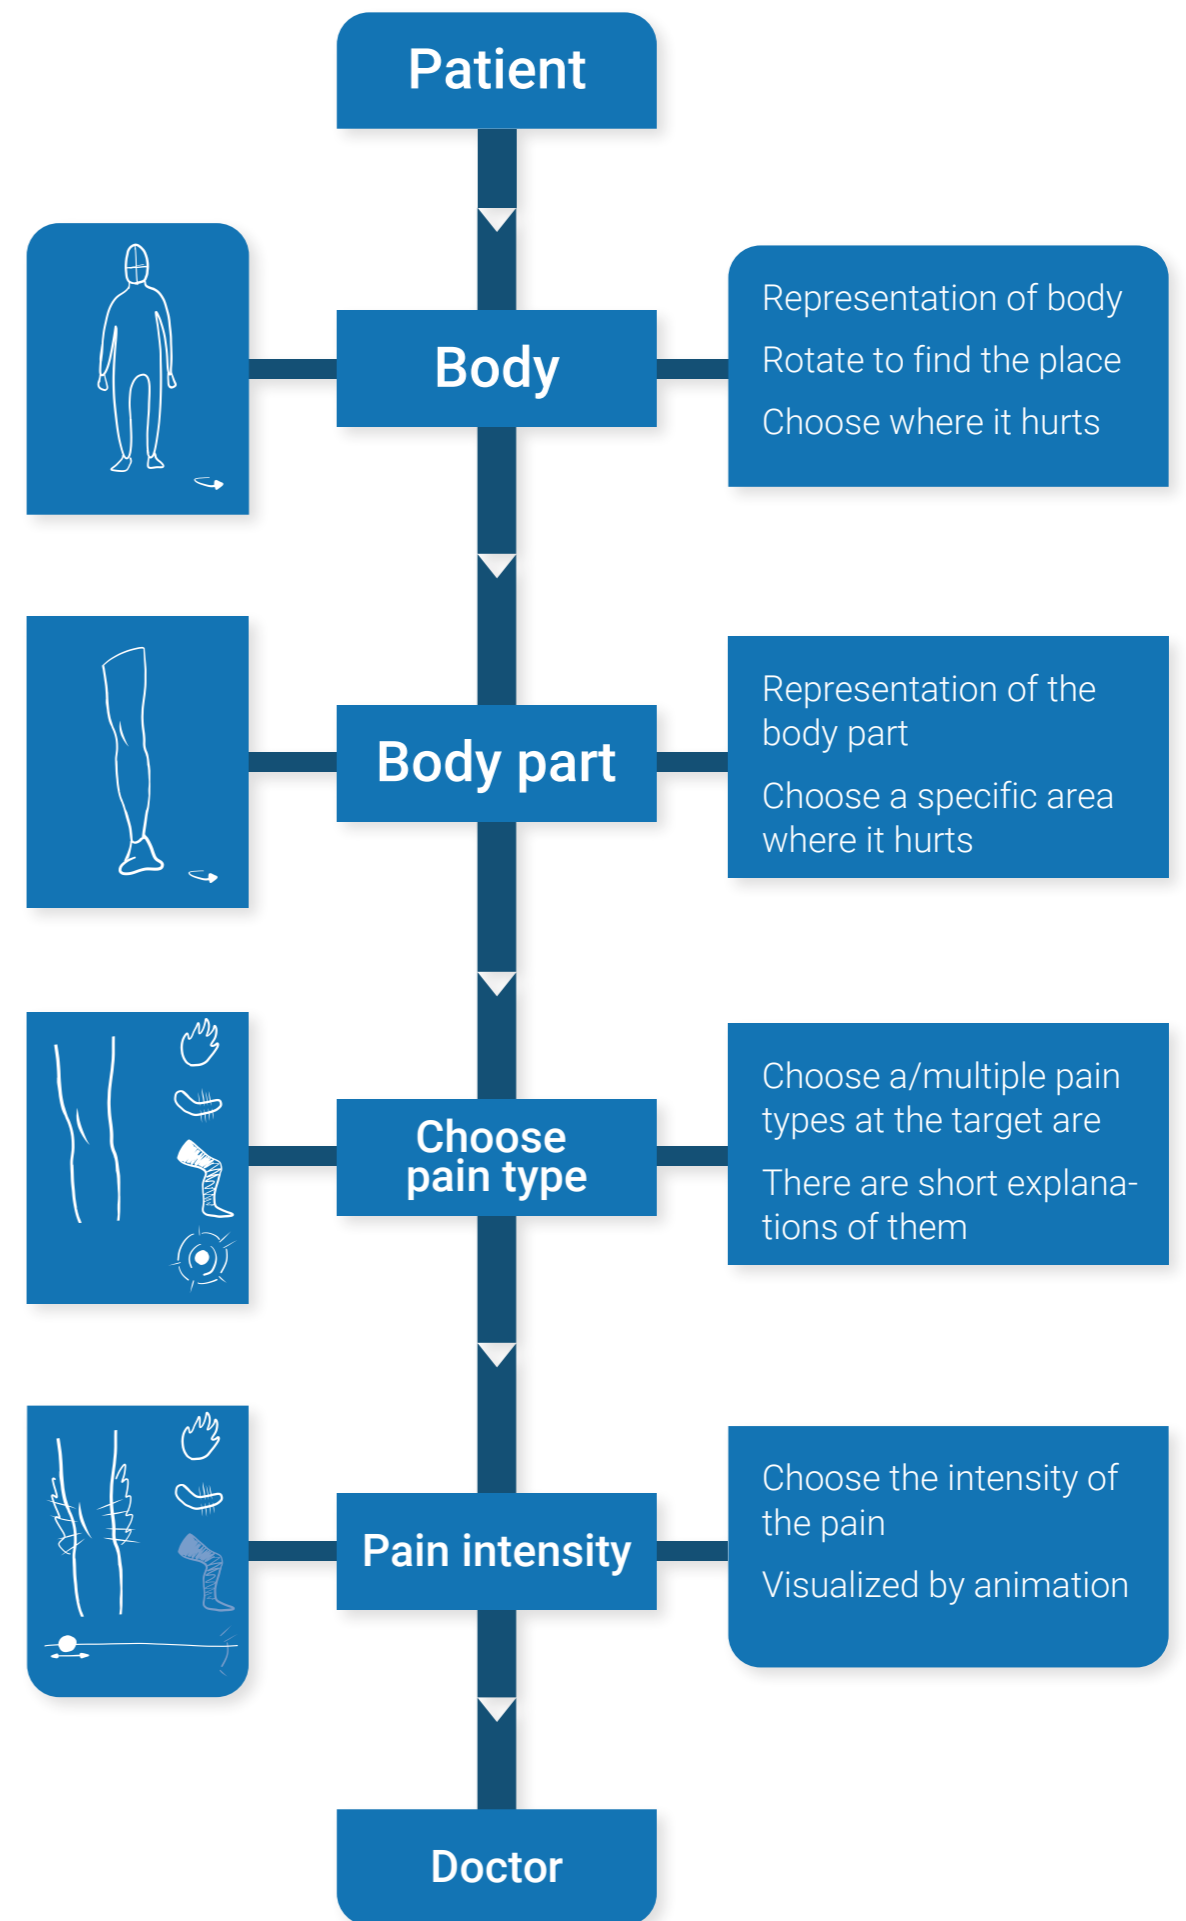 Patient
Body
Representation of body
Rotate to find the place
Choose where it hurts
Body part
Representation of the
body part
Choose a specific area
where it hurts
Choose
pain type
Choose a/multiple pain
types at the target are
There are short explana-
tions of them
Pain intensity
Choose the intensity of
the pain
Visualized by animation
Doctor